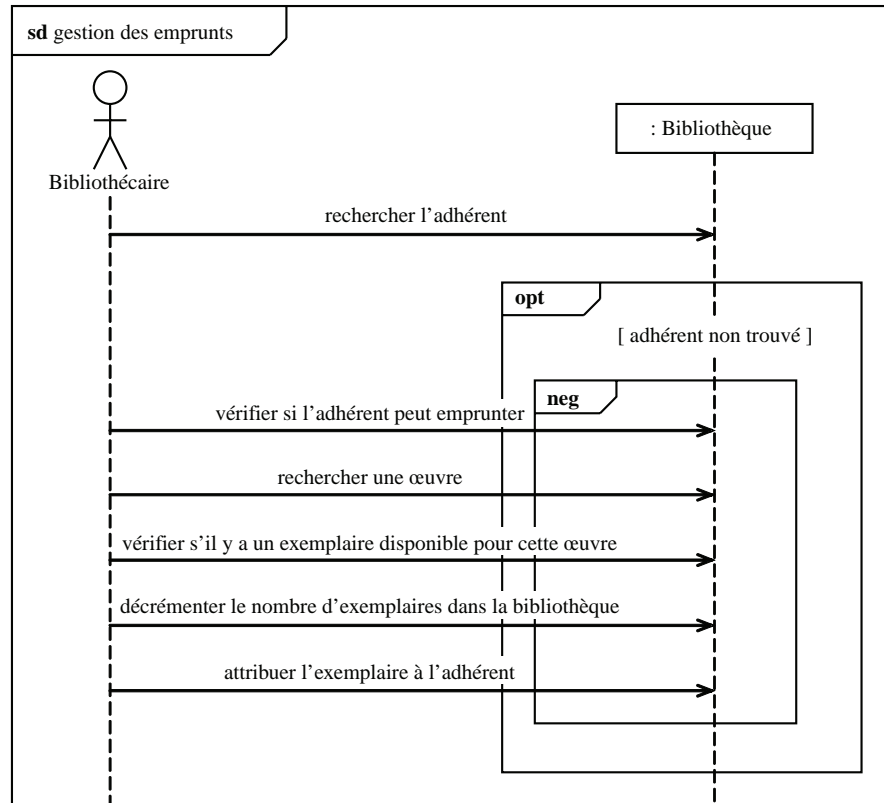 sd gestion des emprunts
: Bibliothèque
Bibliothécaire
rechercher l’adhérent
opt
[ adhérent non trouvé ]
neg
vérifier si l’adhérent peut emprunter
rechercher une œuvre
vérifier s’il y a un exemplaire disponible pour cette œuvre
décrémenter le nombre d’exemplaires dans la bibliothèque
attribuer l’exemplaire à l’adhérent